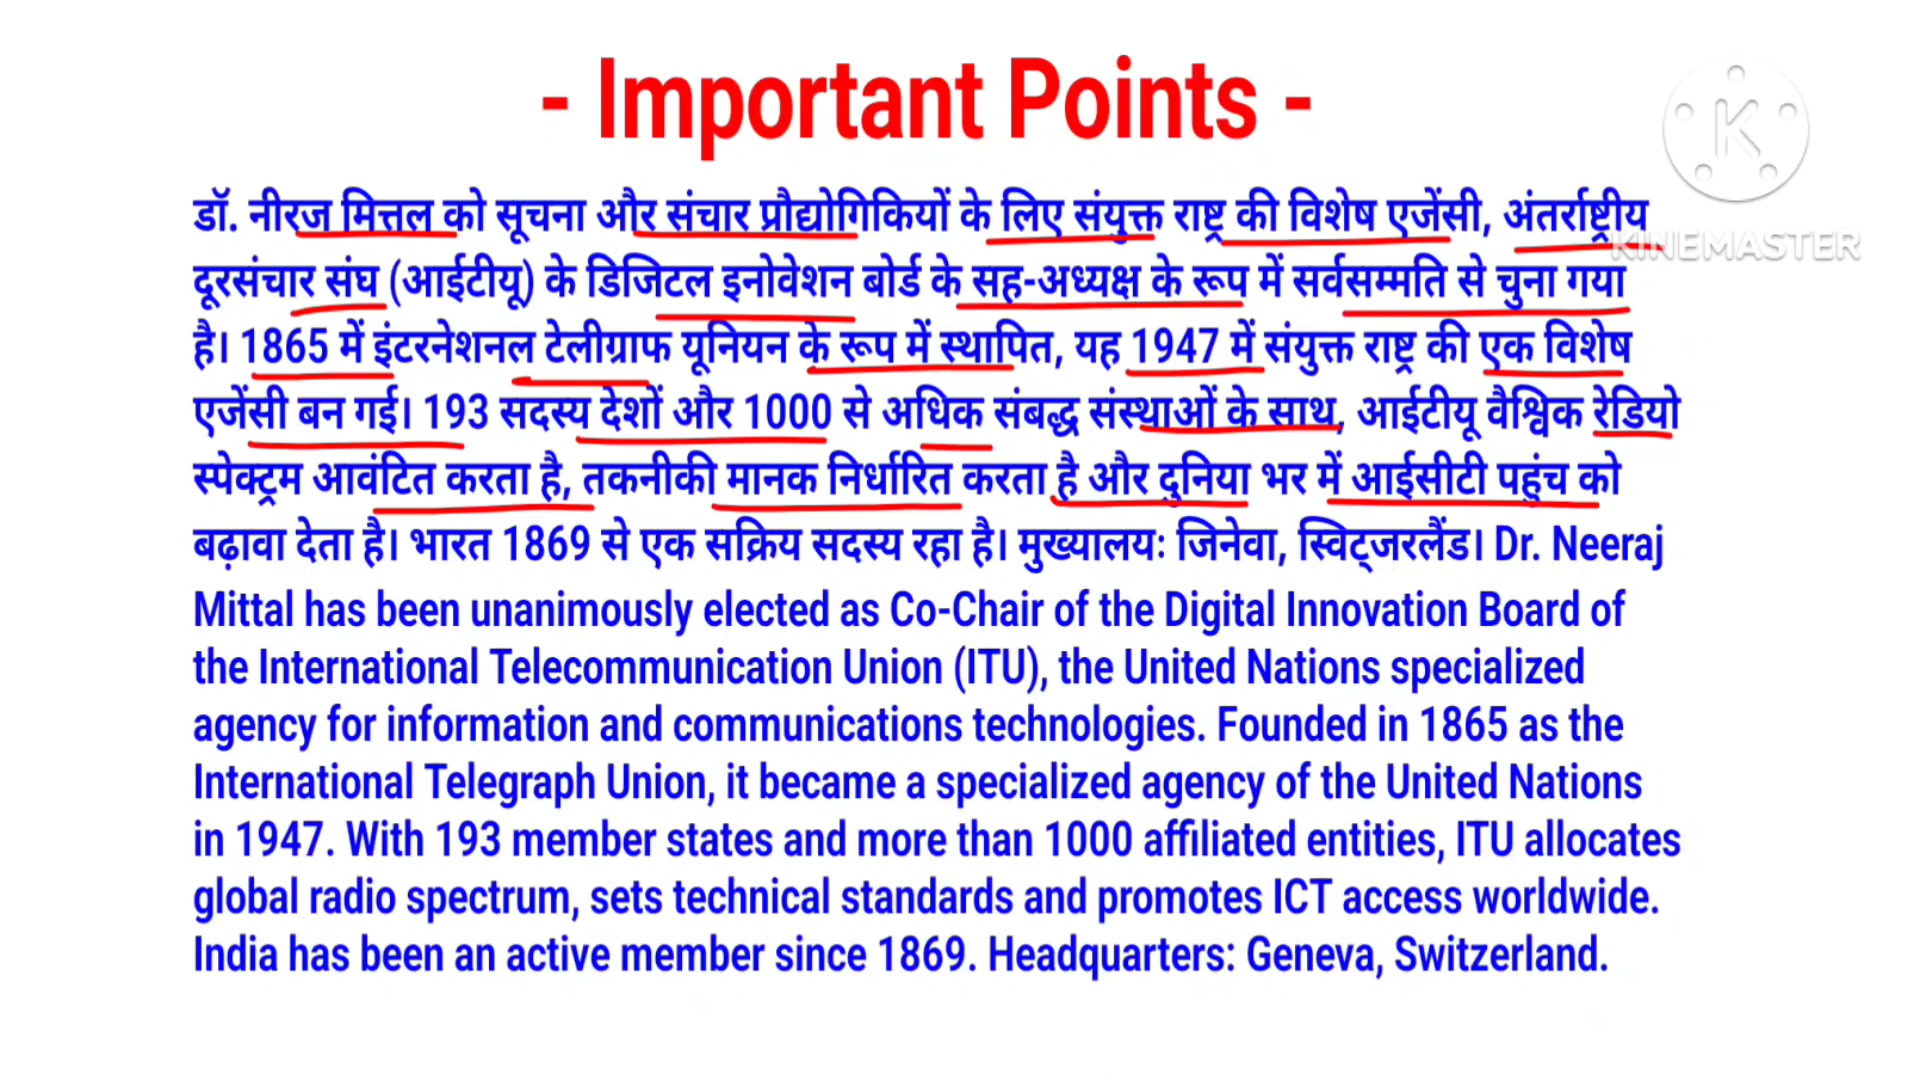 - Important Points -
डॉ. नीरज मित्तल को सूचना और संचार प्रौद्योगिकियों के लिए संयुक्त राष्ट्र की विशेष एजेंसी, अंतर्राष्ट्रीय
KINEMASTER
दूरसंचार संघ (आईटीयू) के डिजिटल इनोवेशन बोर्ड के सह-अध्यक्ष के रूप में सर्वसम्मति से चुना गया
है। 1865 में इंटरनेशनल टेलीग्राफ यूनियन के रूप में स्थापित, यह 1947 में संयुक्त राष्ट्र की एक विशेष
एजेंसी बन गई। 193 सदस्य देशों और 1000 से अधिक संबद्ध संस्थाओं के साथ, आईटीयू वैश्विक रेडियो
स्पेक्ट्रम आवंटित करता है, तकनीकी मानक निर्धारित करता है और दुनिया भर में आईसीटी पहुंच को
बढ़ावा देता है। भारत 1869 से एक सक्रिय सदस्य रहा है। मुख्यालयः जिनेवा, स्विट्जरलैंड। Dr. Neeraj
Mittal has been unanimously elected as Co-Chair of the Digital Innovation Board of
the International Telecommunication Union (ITU), the United Nations specialized
agency for information and communications technologies. Founded in 1865 as the
International Telegraph Union, it became a specialized agency of the United Nations
in 1947. With 193 member states and more than 1000 affiliated entities, ITU allocates
global radio spectrum, sets technical standards and promotes ICT access worldwide.
India has been an active member since 1869. Headquarters: Geneva, Switzerland.